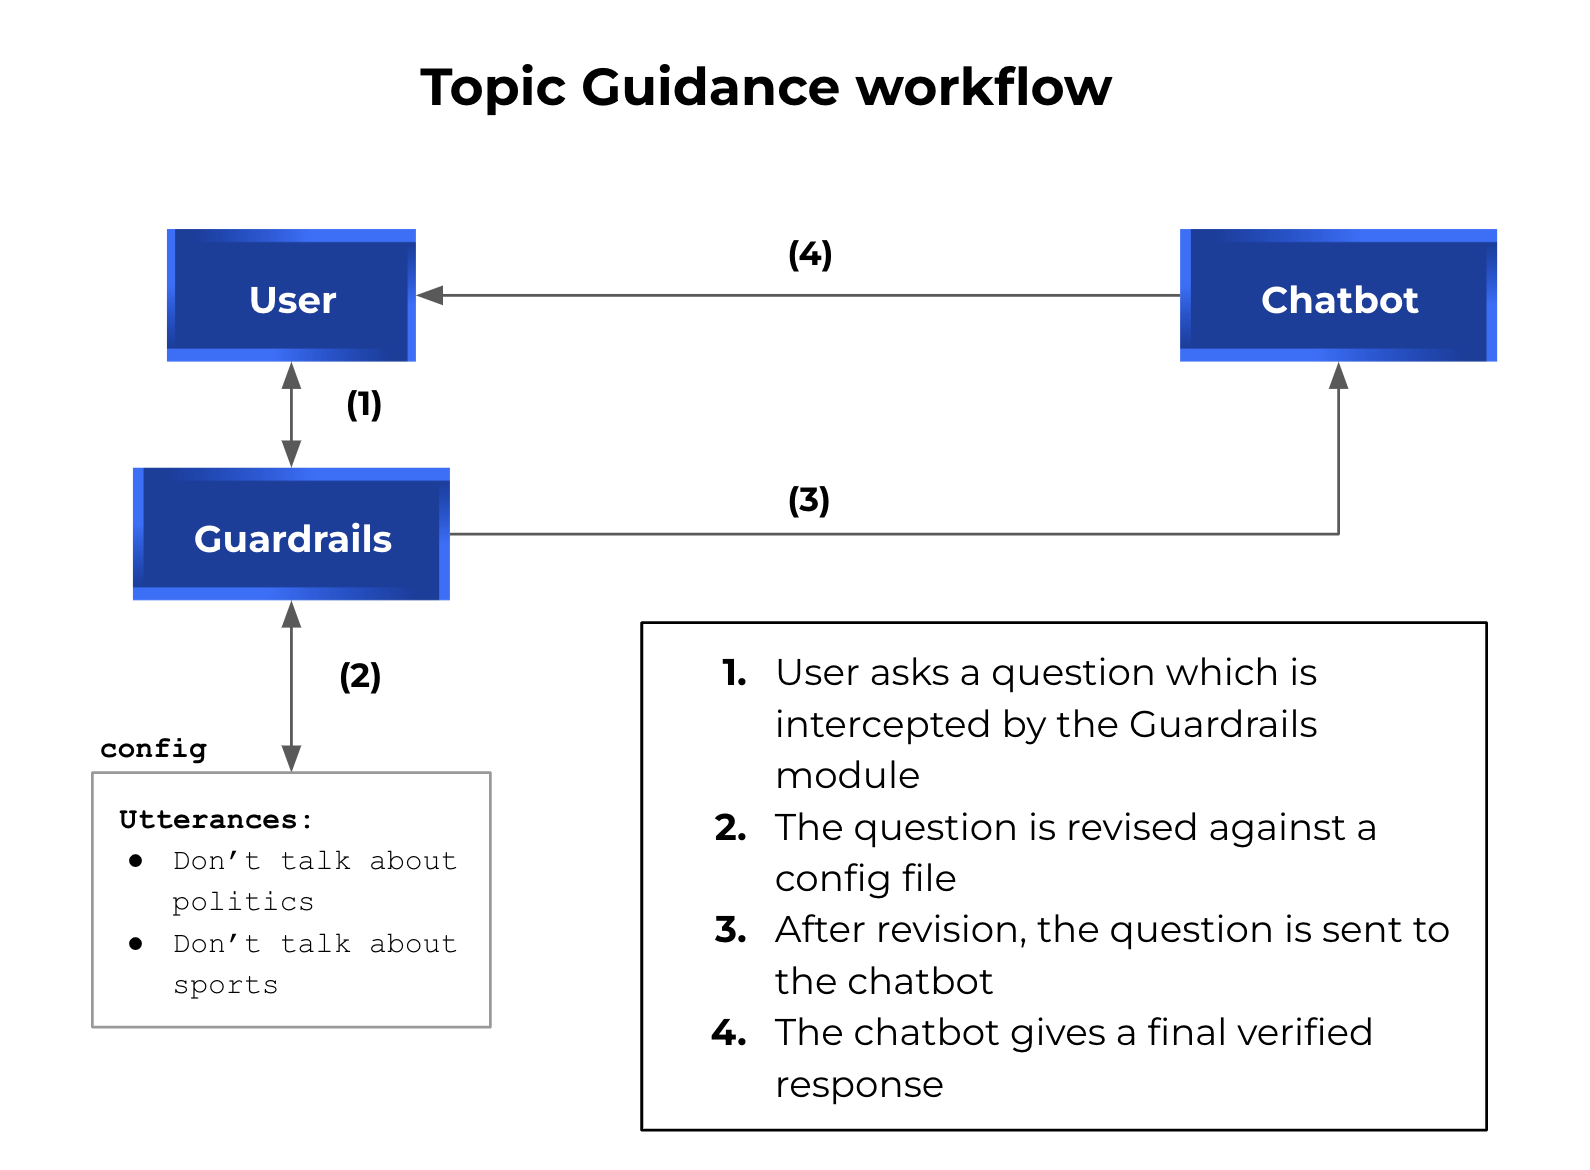 Topic Guidance workflow
User
(4)
Chatbot
(1)
Guardrails
(3)
(2)
config
Utterances:
● Don’t talk about
politics
● Don’t talk about
sports
1. User asks a question which is
intercepted by the Guardrails
module
2. The question is revised against a
config file
3. After revision, the question is sent to
the chatbot
4. The chatbot gives a final verified
response